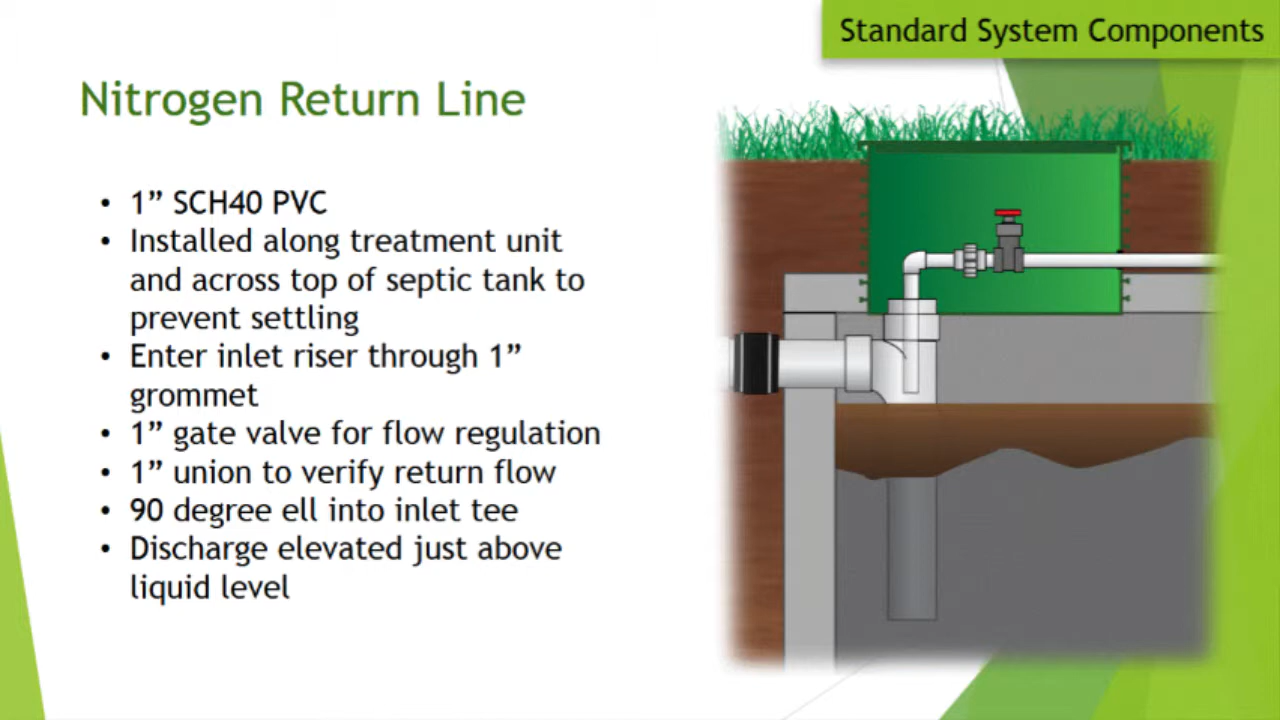 Standard System Components
Nitrogen Return Line
• 1” SCH40 PVC
• Installed along treatment unit
and across top of septic tank to
prevent settling
• Enter inlet riser through 1”
grommet
• 1” gate valve for flow regulation
• 1” union to verify return flow
• 90 degree ell into inlet tee
• Discharge elevated just above
liquid level